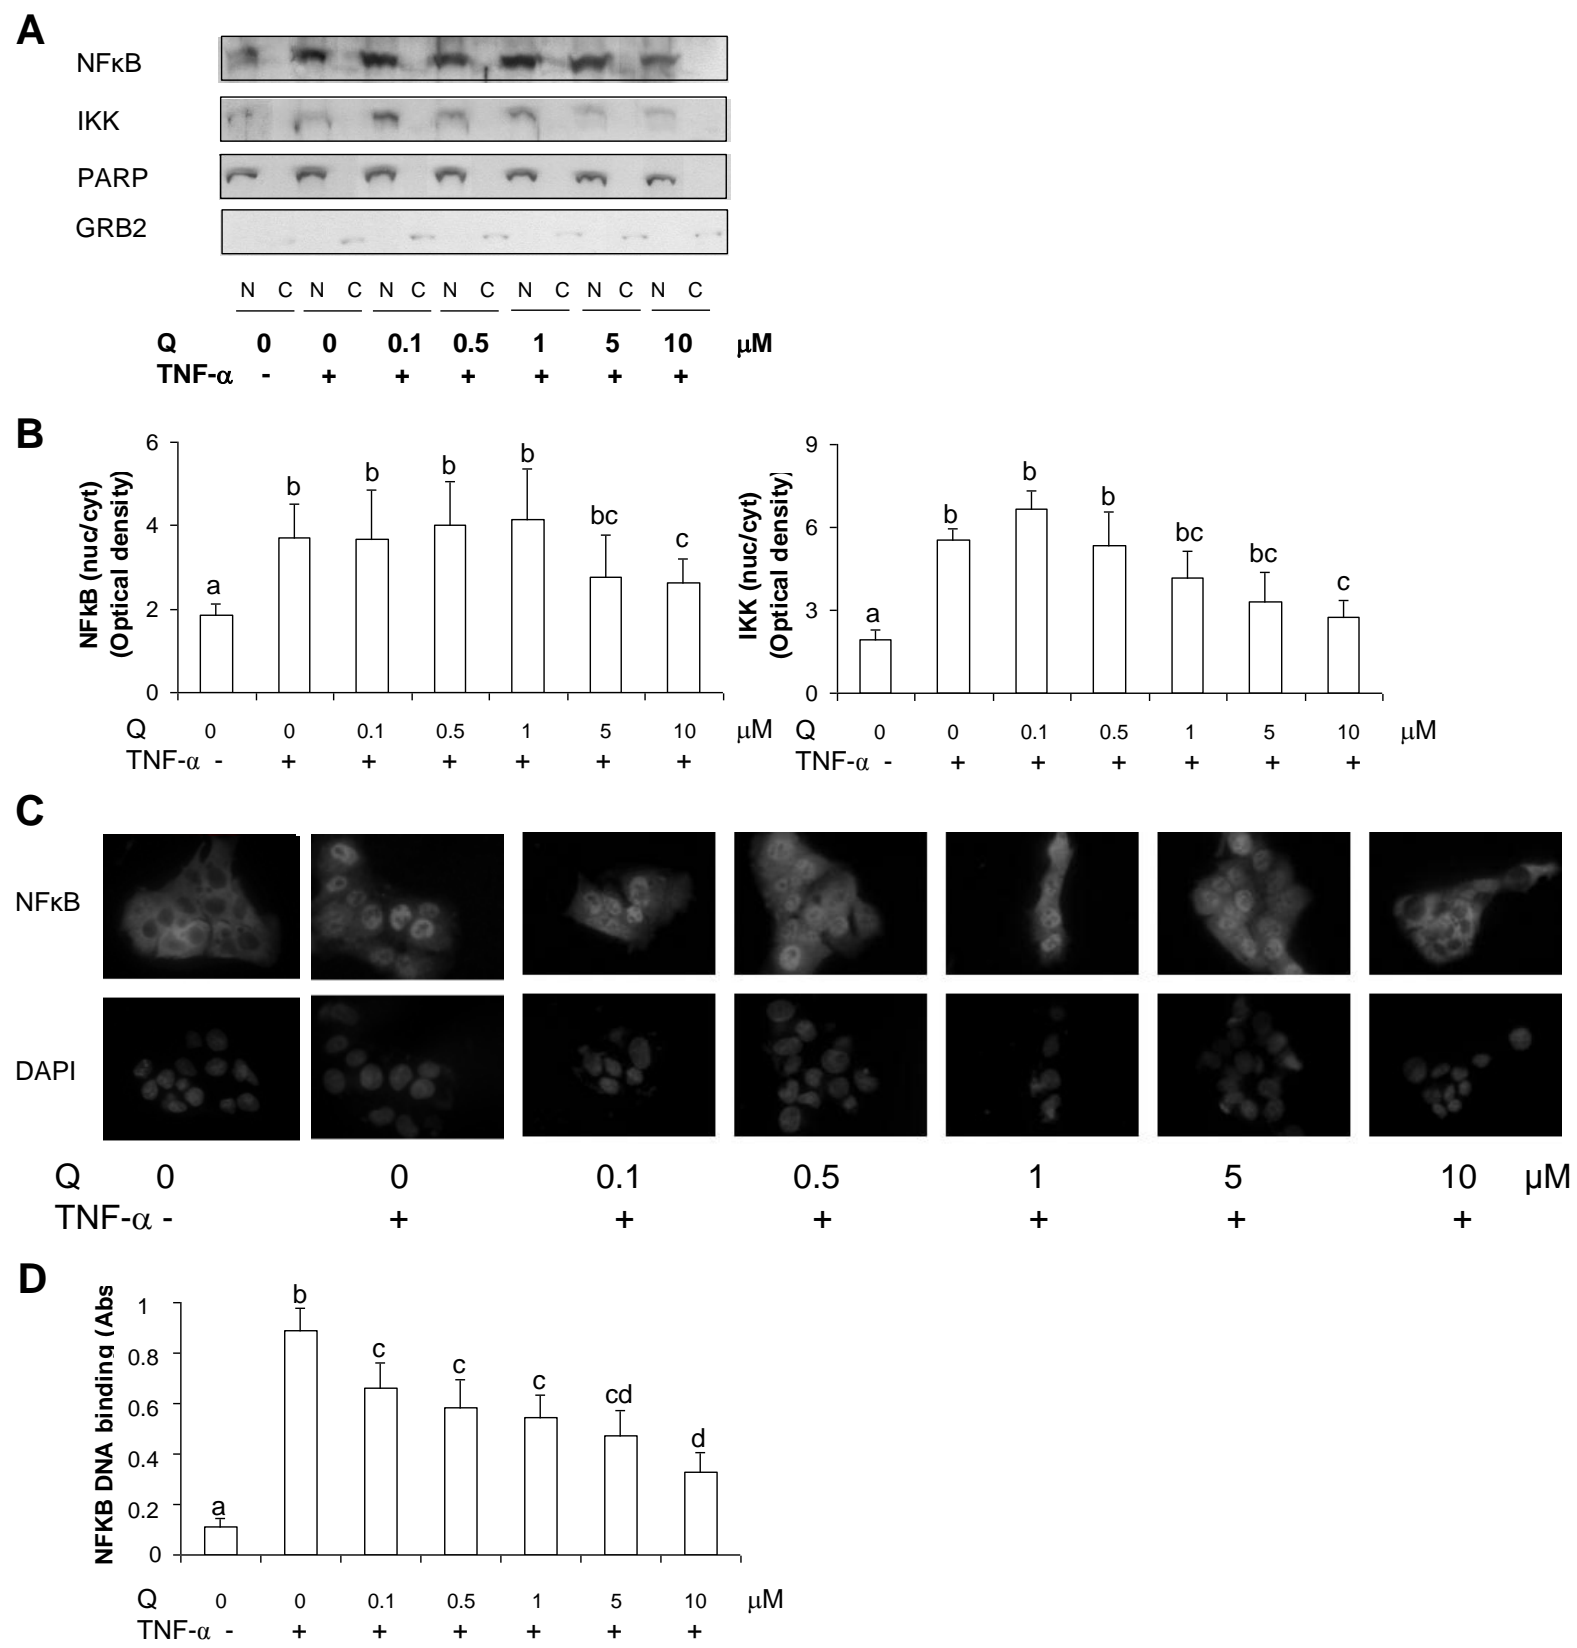 A
NFκB
IKK
PARP
GRB2
N C N C N C N C N C N C N C
Q 0 0 0.1 0.5 1 5 10 μM
TNF-α - + + + + + +
B
NFkB (nuc/cyt)
(Optical density)
6
4
2
0
a b b b b bc c
Q 0 0 0.1 0.5 1 5 10 μM
TNF-α - + + + + + +
IKK (nuc/cyt)
(Optical density)
9
6
3
0
a b b b bc bc c
Q 0 0 0.1 0.5 1 5 10 μM
TNF-α - + + + + + +
C
NFκB
DAPI
Q 0 0 0.1 0.5 1 5 10 µM
TNF-α - + + + + + +
D
NFKB DNA binding (Abs
1
0.8
0.6
0.4
0.2
0
a b c c c cd d
Q 0 0 0.1 0.5 1 5 10 μM
TNF-α - + + + + + +